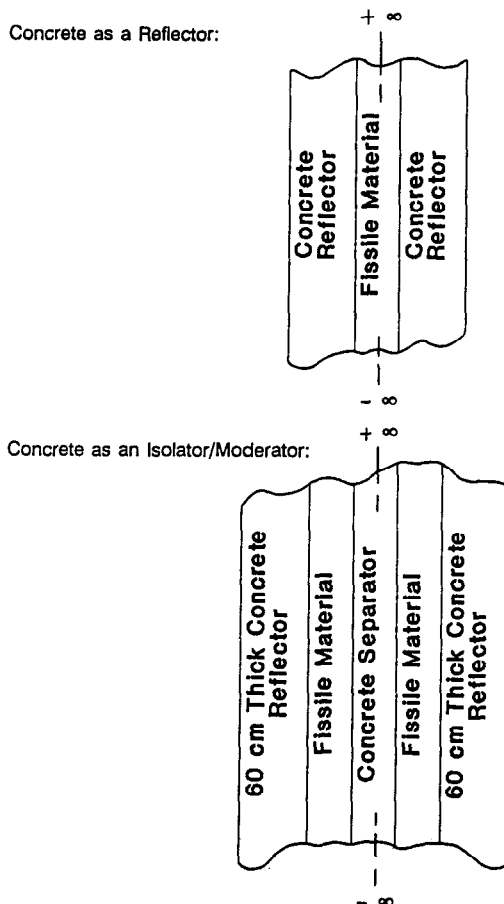 Concrete as a Reflector:
+ ∞
Concrete
Reflector
Fissile Material
Concrete
Reflector
- ∞
Concrete as an Isolator/Moderator:
+ ∞
60 cm Thick Concrete
Reflector
Fissile Material
Concrete Separator
Fissile Material
60 cm Thick Concrete
Reflector
- ∞